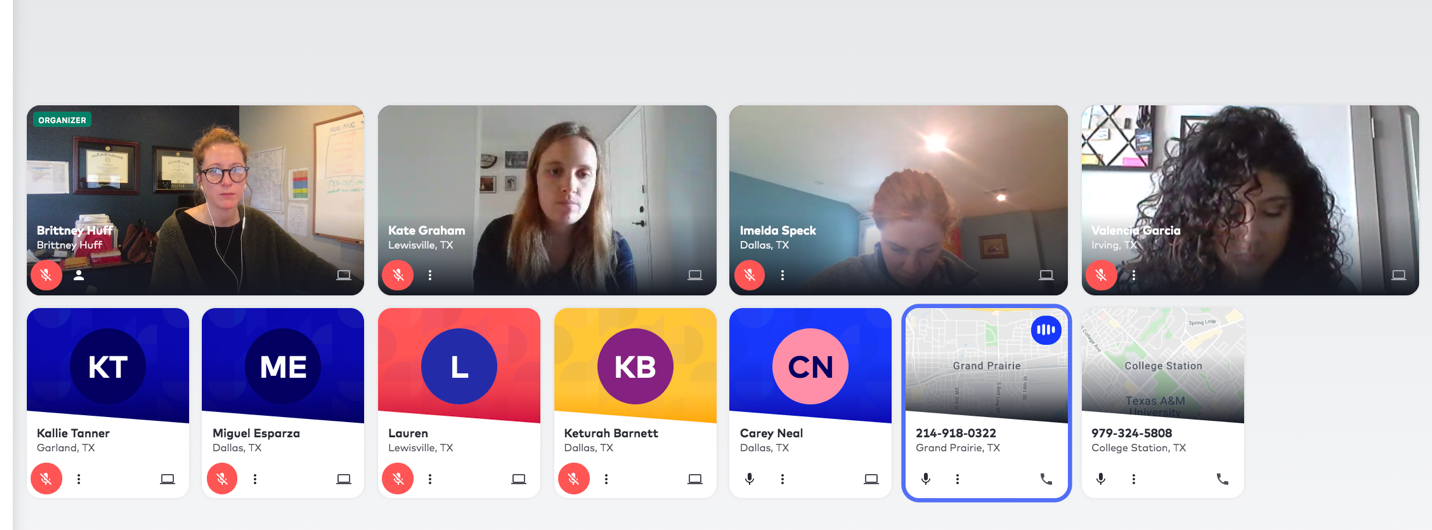 ORGANIZER
Brittney Huff
Brittney Huff
Kate Graham
Lewisville, TX
Imelda Speck
Dallas, TX
Valencia Garcia
Irving, TX
KT
Kallie Tanner
Garland, TX
ME
Miguel Esparza
Dallas, TX
L
Lauren
Lewisville, TX
KB
Keturah Barnett
Dallas, TX
CN
Carey Neal
Dallas, TX
Grand Prairie
214-918-0322
Grand Prairie, TX
Spring Loop
College Station
Texas A&M
University
979-324-5808
College Station, TX